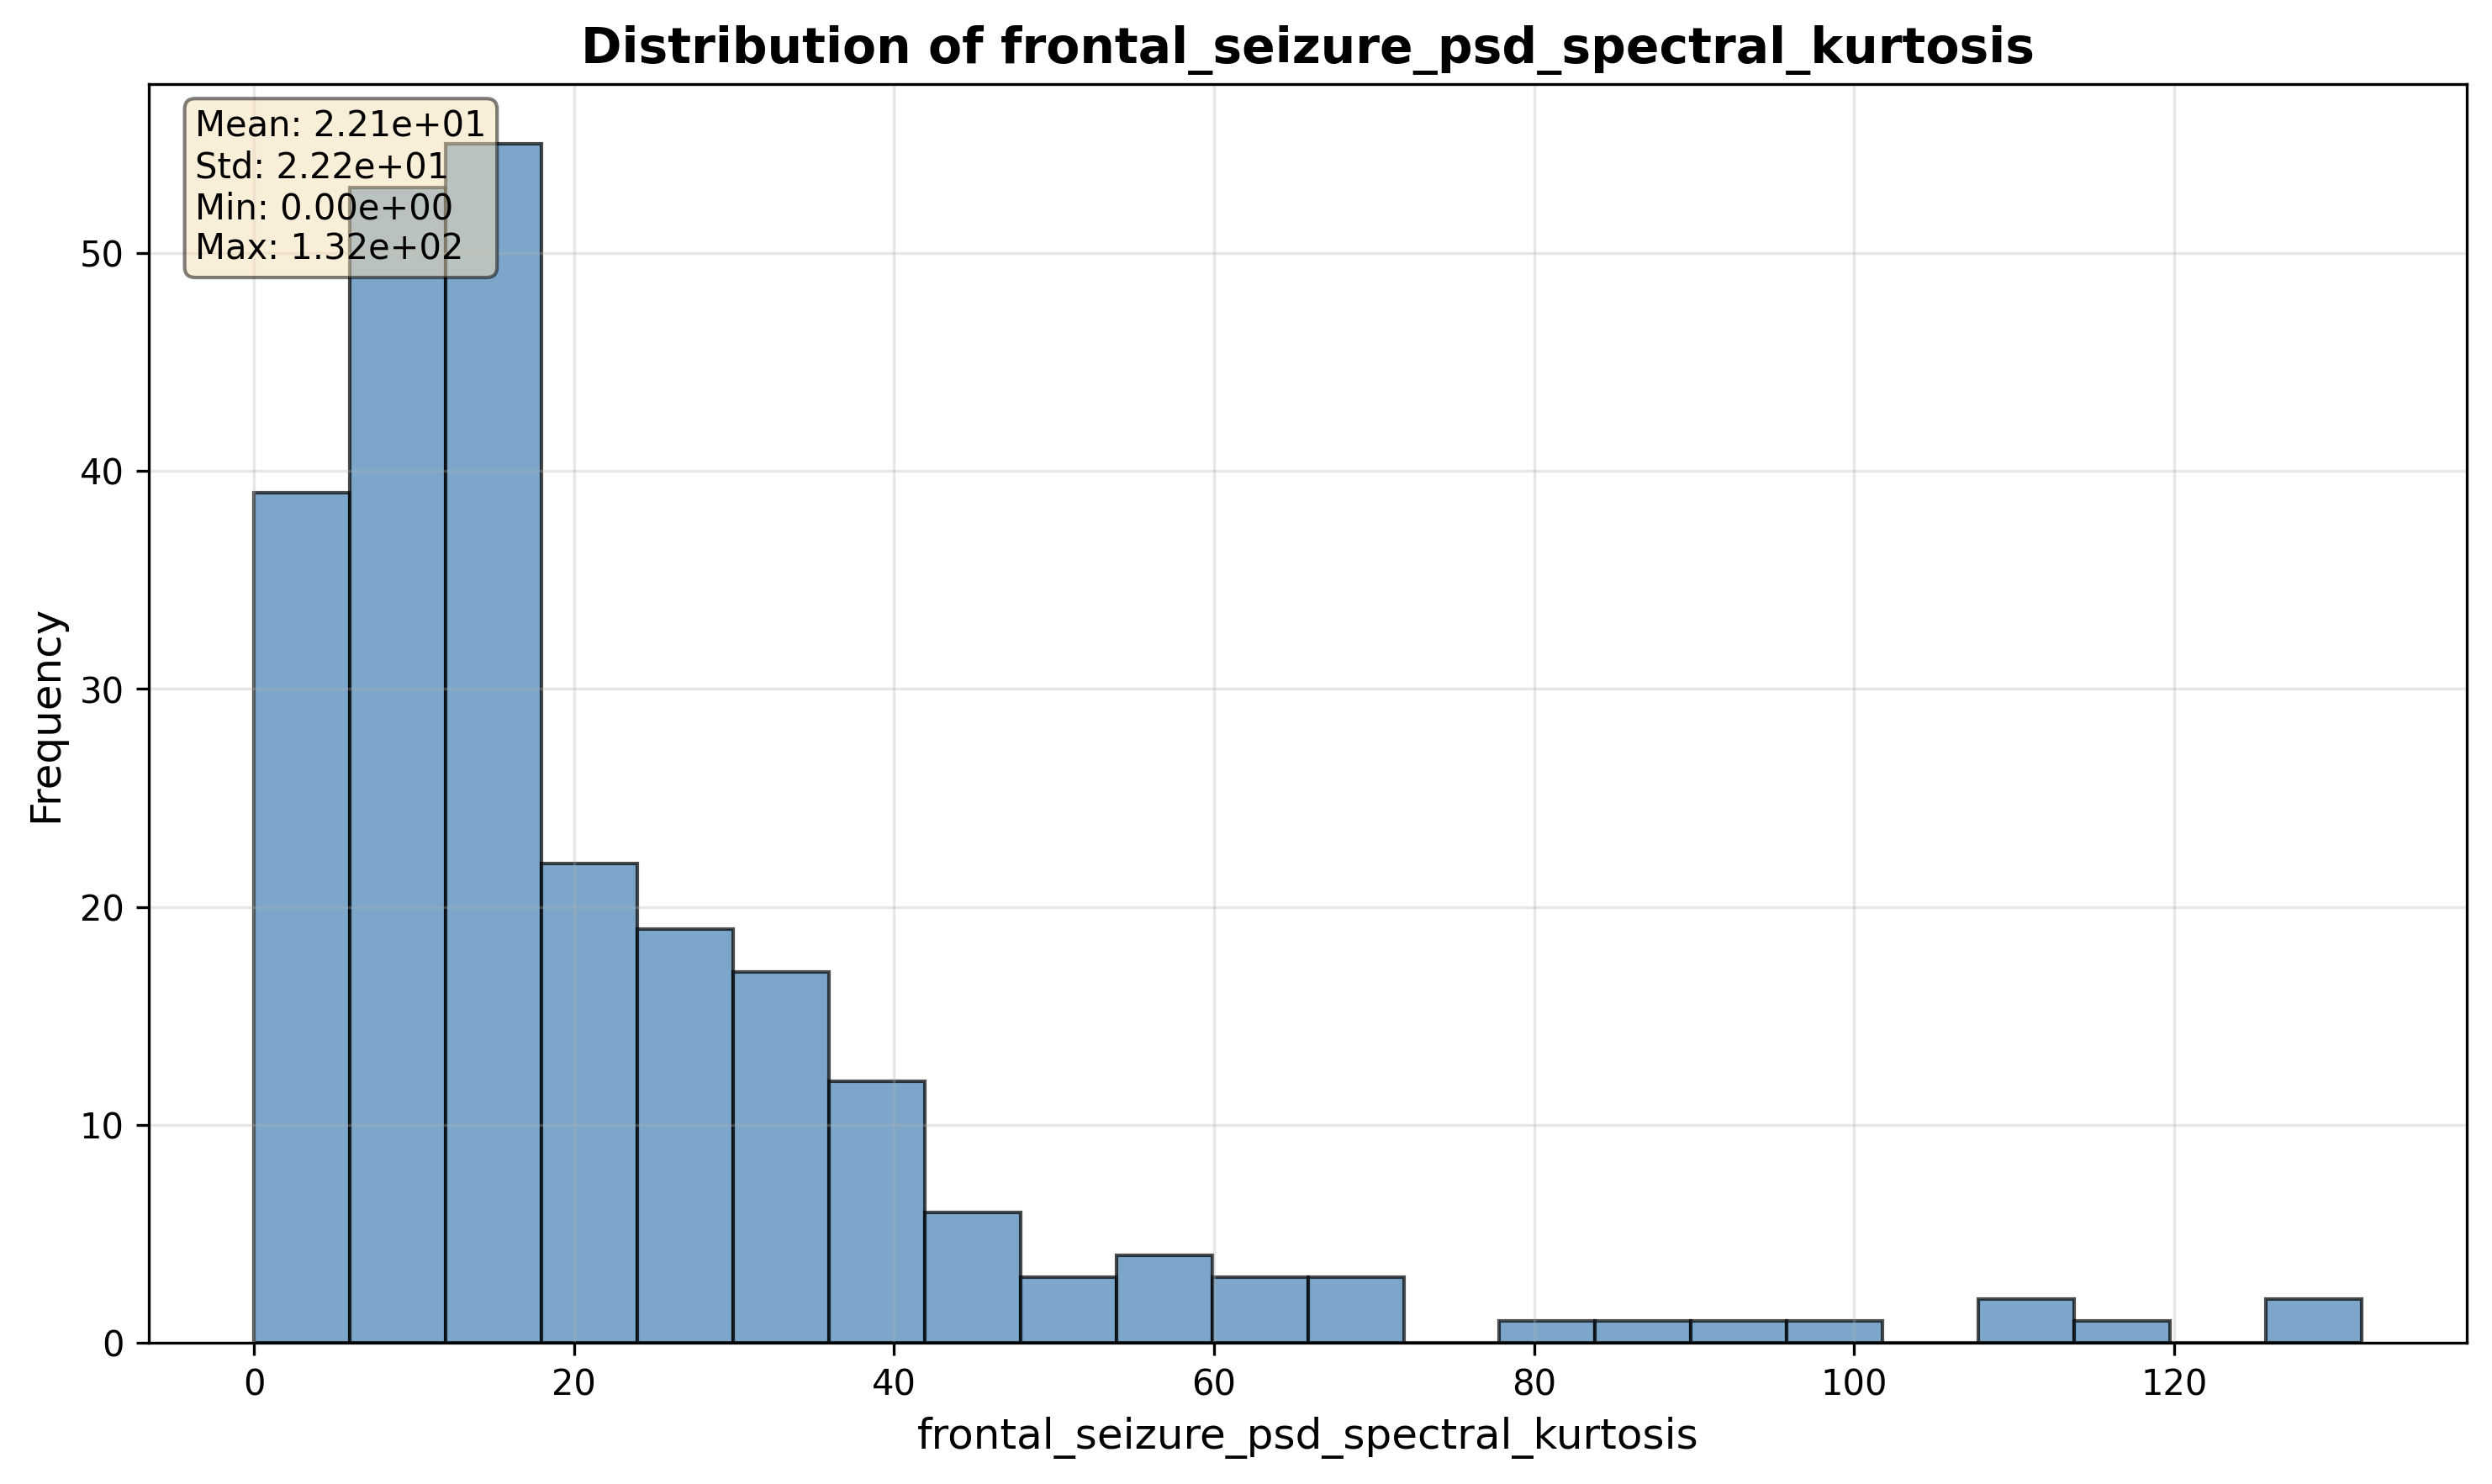 Distribution of frontal_seizure_psd_spectral_kurtosis
Mean: 2.21e+01
Std: 2.22e+01
Min: 0.00e+00
Max: 1.32e+02
50
40
30
20
10
0
Frequency
0 20 40 60 80 100 120
frontal_seizure_psd_spectral_kurtosis